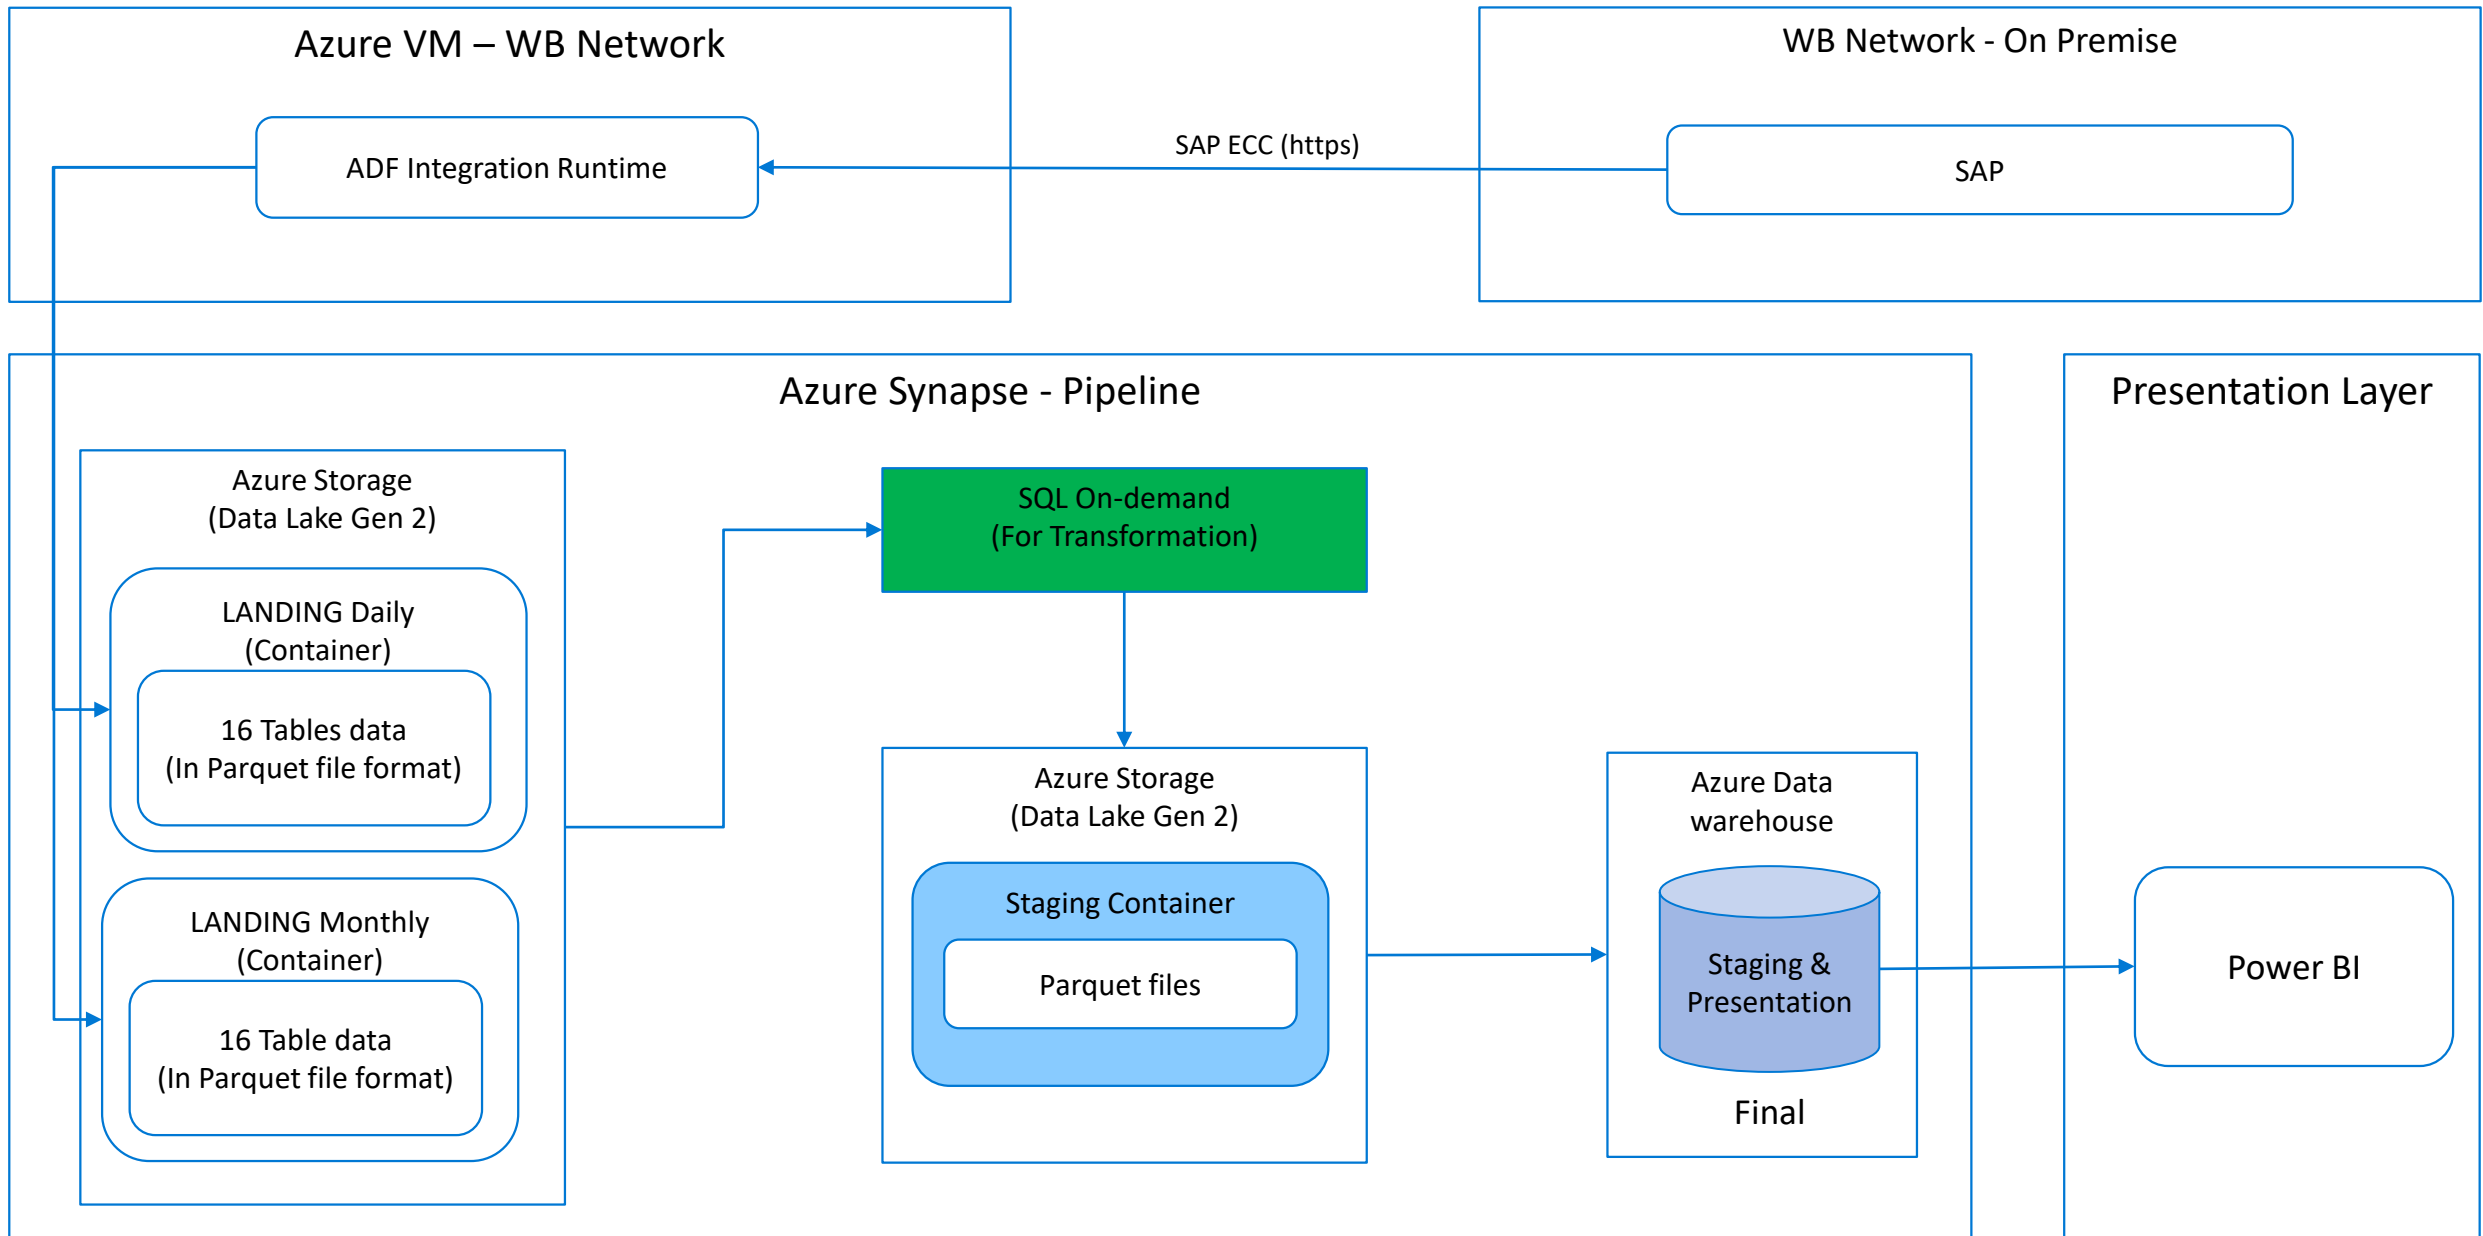 Azure VM – WB Network
WB Network - On Premise
ADF Integration Runtime
SAP ECC (https)
SAP
Azure Synapse - Pipeline
Presentation Layer
Azure Storage
(Data Lake Gen 2)
LANDING Daily
(Container)
16 Tables data
(In Parquet file format)
LANDING Monthly
(Container)
16 Table data
(In Parquet file format)
SQL On-demand
(For Transformation)
Azure Storage
(Data Lake Gen 2)
Staging Container
Parquet files
Azure Data
warehouse
Staging &
Presentation
Final
Power BI